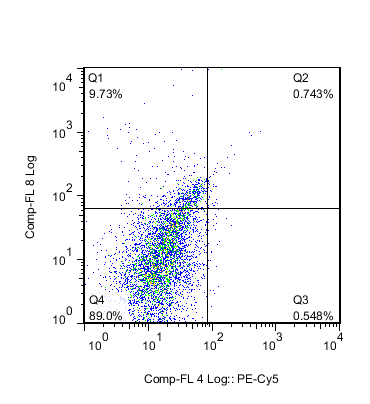 Q1
9.73%
Q2
0.743%
Q4
89.0%
Q3
0.548%
10^4
10^3
10^2
10^1
10^0
10^0 10^1 10^2 10^3 10^4
Comp-FL 8 Log
Comp-FL 4 Log:: PE-Cy5